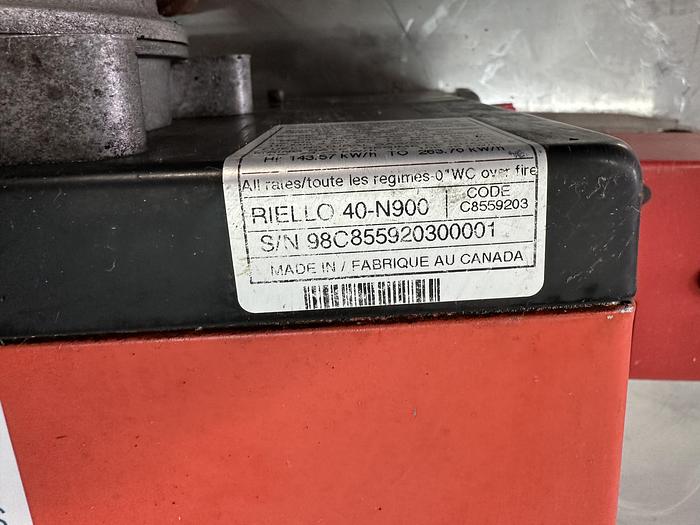 HI 143.57 kW/h TO 263.76 kW/h
All rates/toute les regimes-0"WC over fire
RIELLO 40-N900
CODE
C8559203
S/N 98C855920300001
MADE IN / FABRIQUE AU CANADA